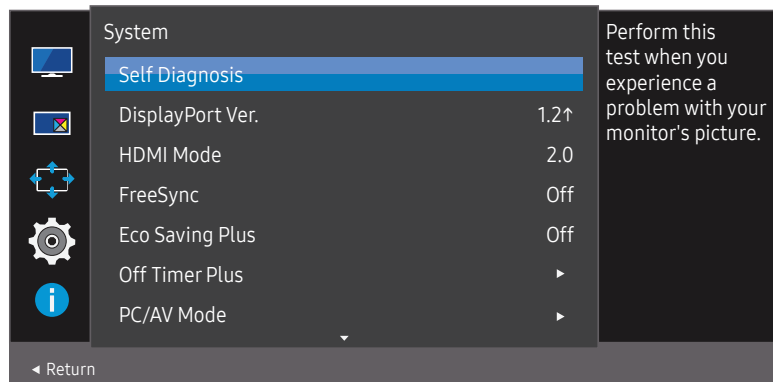 System
Self Diagnosis
DisplayPort Ver. 1.2↑
HDMI Mode 2.0
FreeSync Off
Eco Saving Plus Off
Off Timer Plus ►
PC/AV Mode ►
Perform this
test when you
experience a
problem with your
monitor's picture.
◄ Return